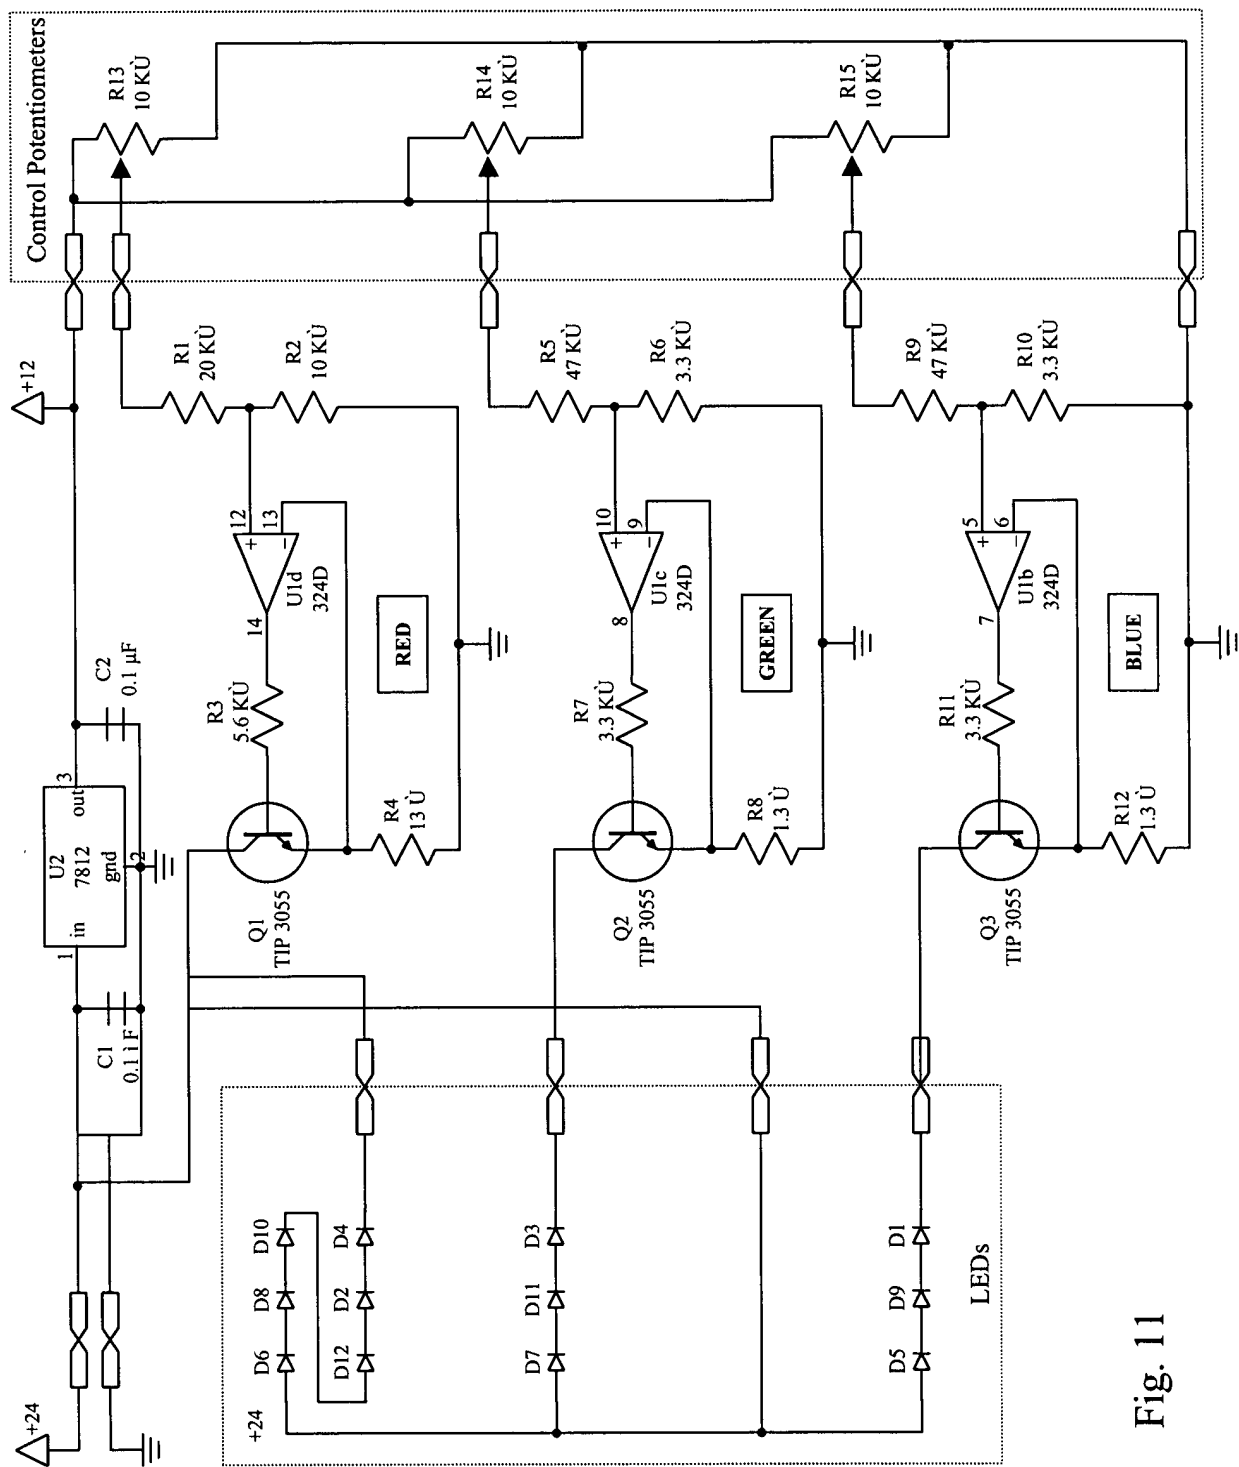 Control Potentiometers
R13
10 KÙ
R14
10 KÙ
R15
10 KÙ
+12
R1
20 KÙ
R2
10 KÙ
R5
47 KÙ
R6
3.3 KÙ
R9
47 KÙ
R10
3.3 KÙ
12
13
+
−
U1d
324D
14
10
9
+
−
U1c
324D
8
5
6
+
−
U1b
324D
7
RED
GREEN
BLUE
C2
0.1 µF
R3
5.6 KÙ
R7
3.3 KÙ
R11
3.3 KÙ
3
out
U2
7812
gnd
2
in
1
R4
13 Ù
R8
1.3 Ù
R12
1.3 Ù
Q1
TIP 3055
Q2
TIP 3055
Q3
TIP 3055
C1
0.1 ì F
D10
D8
D6
D4
D2
D12
D3
D11
D7
D1
D9
D5
+24
+24
LEDs
Fig. 11